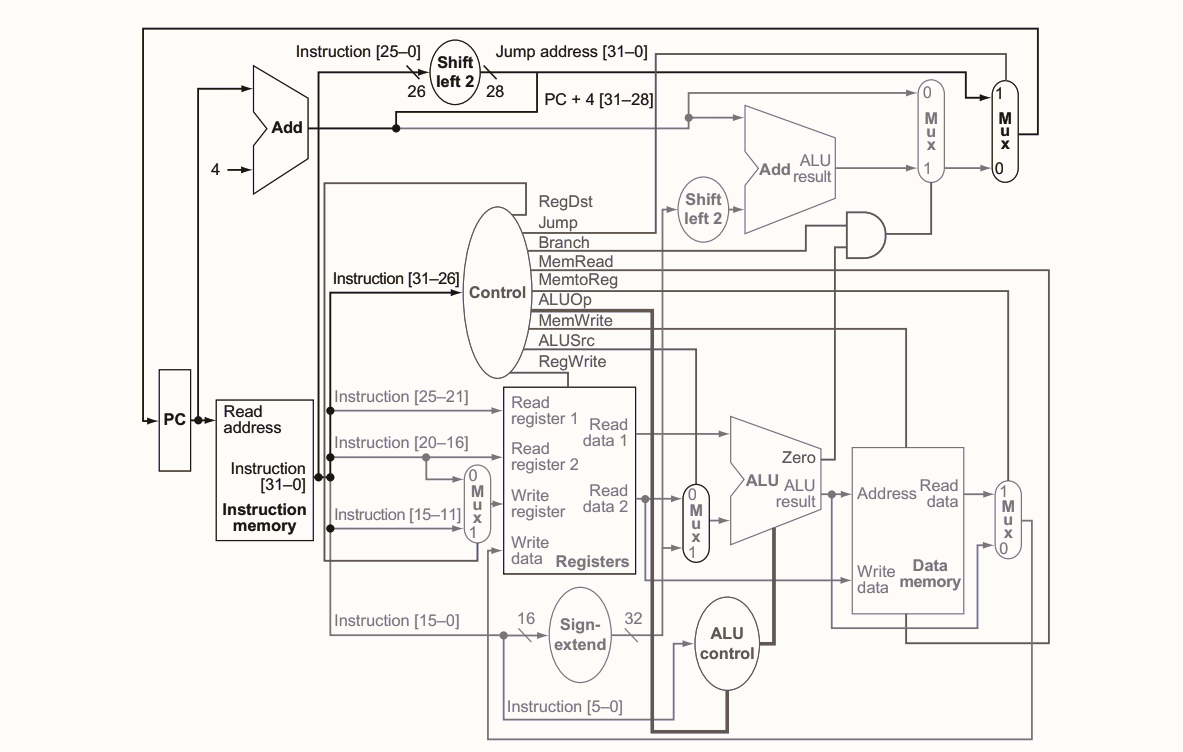 Instruction [25–0]
Shift
left 2
Jump address [31–0]
26
28
PC + 4 [31–28]
Add
4
0
M
u
x
1
1
M
u
x
0
Add
ALU
result
Shift
left 2
RegDst
Jump
Branch
MemRead
MemtoReg
ALUOp
MemWrite
ALUSrc
RegWrite
Instruction [31–26]
Control
PC
Read
address
Instruction
[31–0]
Instruction
memory
Instruction [25–21]
Instruction [20–16]
Instruction [15–11]
0
M
u
x
1
Read
register 1
Read
register 2
Write
register
Write
data
Read
data 1
Read
data 2
Registers
0
M
u
x
1
Zero
ALU
ALU
result
Address
Read
data
Write
data
Data
memory
1
M
u
x
0
Instruction [15–0]
16
Sign-
extend
32
ALU
control
Instruction [5–0]